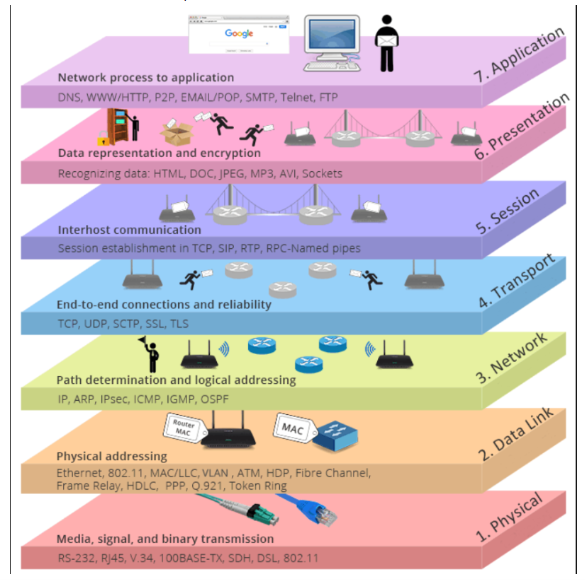 Google
7. Application
Network process to application
DNS, WWW/HTTP, P2P, EMAIL/POP, SMTP, Telnet, FTP
6. Presentation
Data representation and encryption
Recognizing data: HTML, DOC, JPEG, MP3, AVI, Sockets
5. Session
Interhost communication
Session establishment in TCP, SIP, RTP, RPC-Named pipes
4. Transport
End-to-end connections and reliability
TCP, UDP, SCTP, SSL, TLS
3. Network
Path determination and logical addressing
IP, ARP, IPsec, ICMP, IGMP, OSPF
2. Data Link
Router
MAC
MAC
Physical addressing
Ethernet, 802.11, MAC/LLC, VLAN , ATM, HDP, Fibre Channel,
Frame Relay, HDLC, PPP, Q.921, Token Ring
1. Physical
Media, signal, and binary transmission
RS-232, RJ45, V.34, 100BASE-TX, SDH, DSL, 802.11